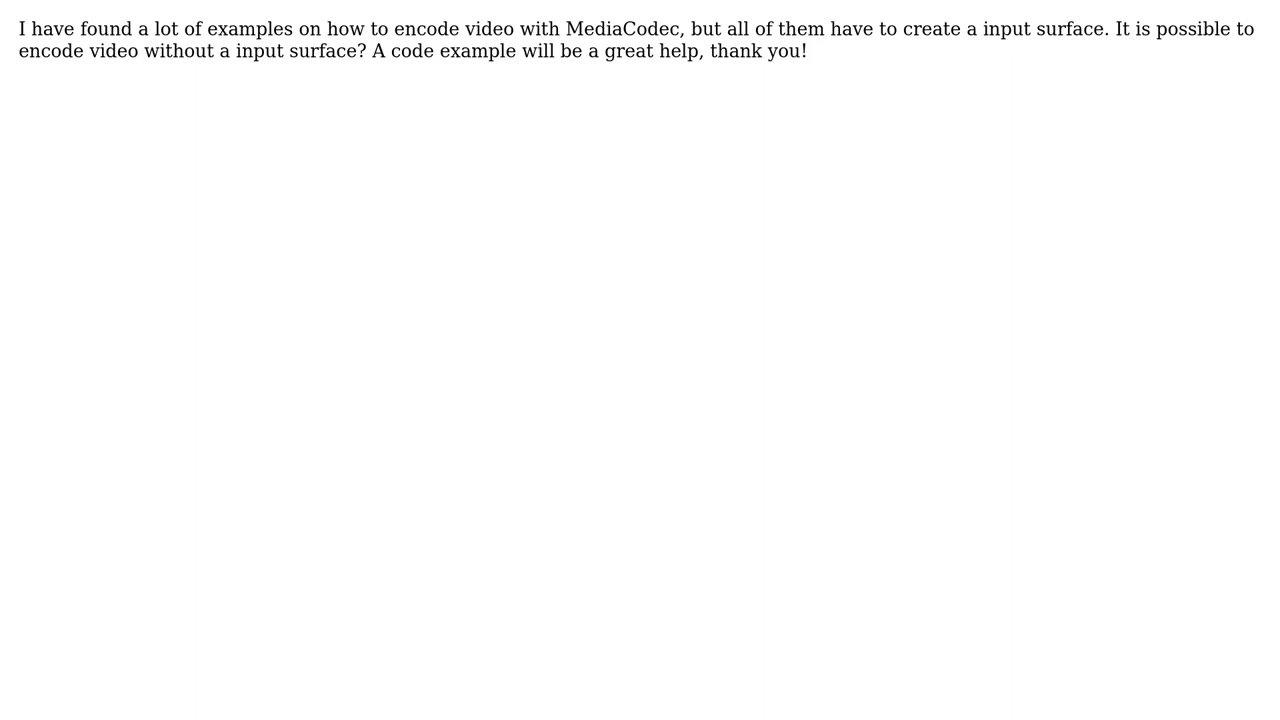 I have found a lot of examples on how to encode video with MediaCodec, but all of them have to create a input surface. It is possible to
encode video without a input surface? A code example will be a great help, thank you!